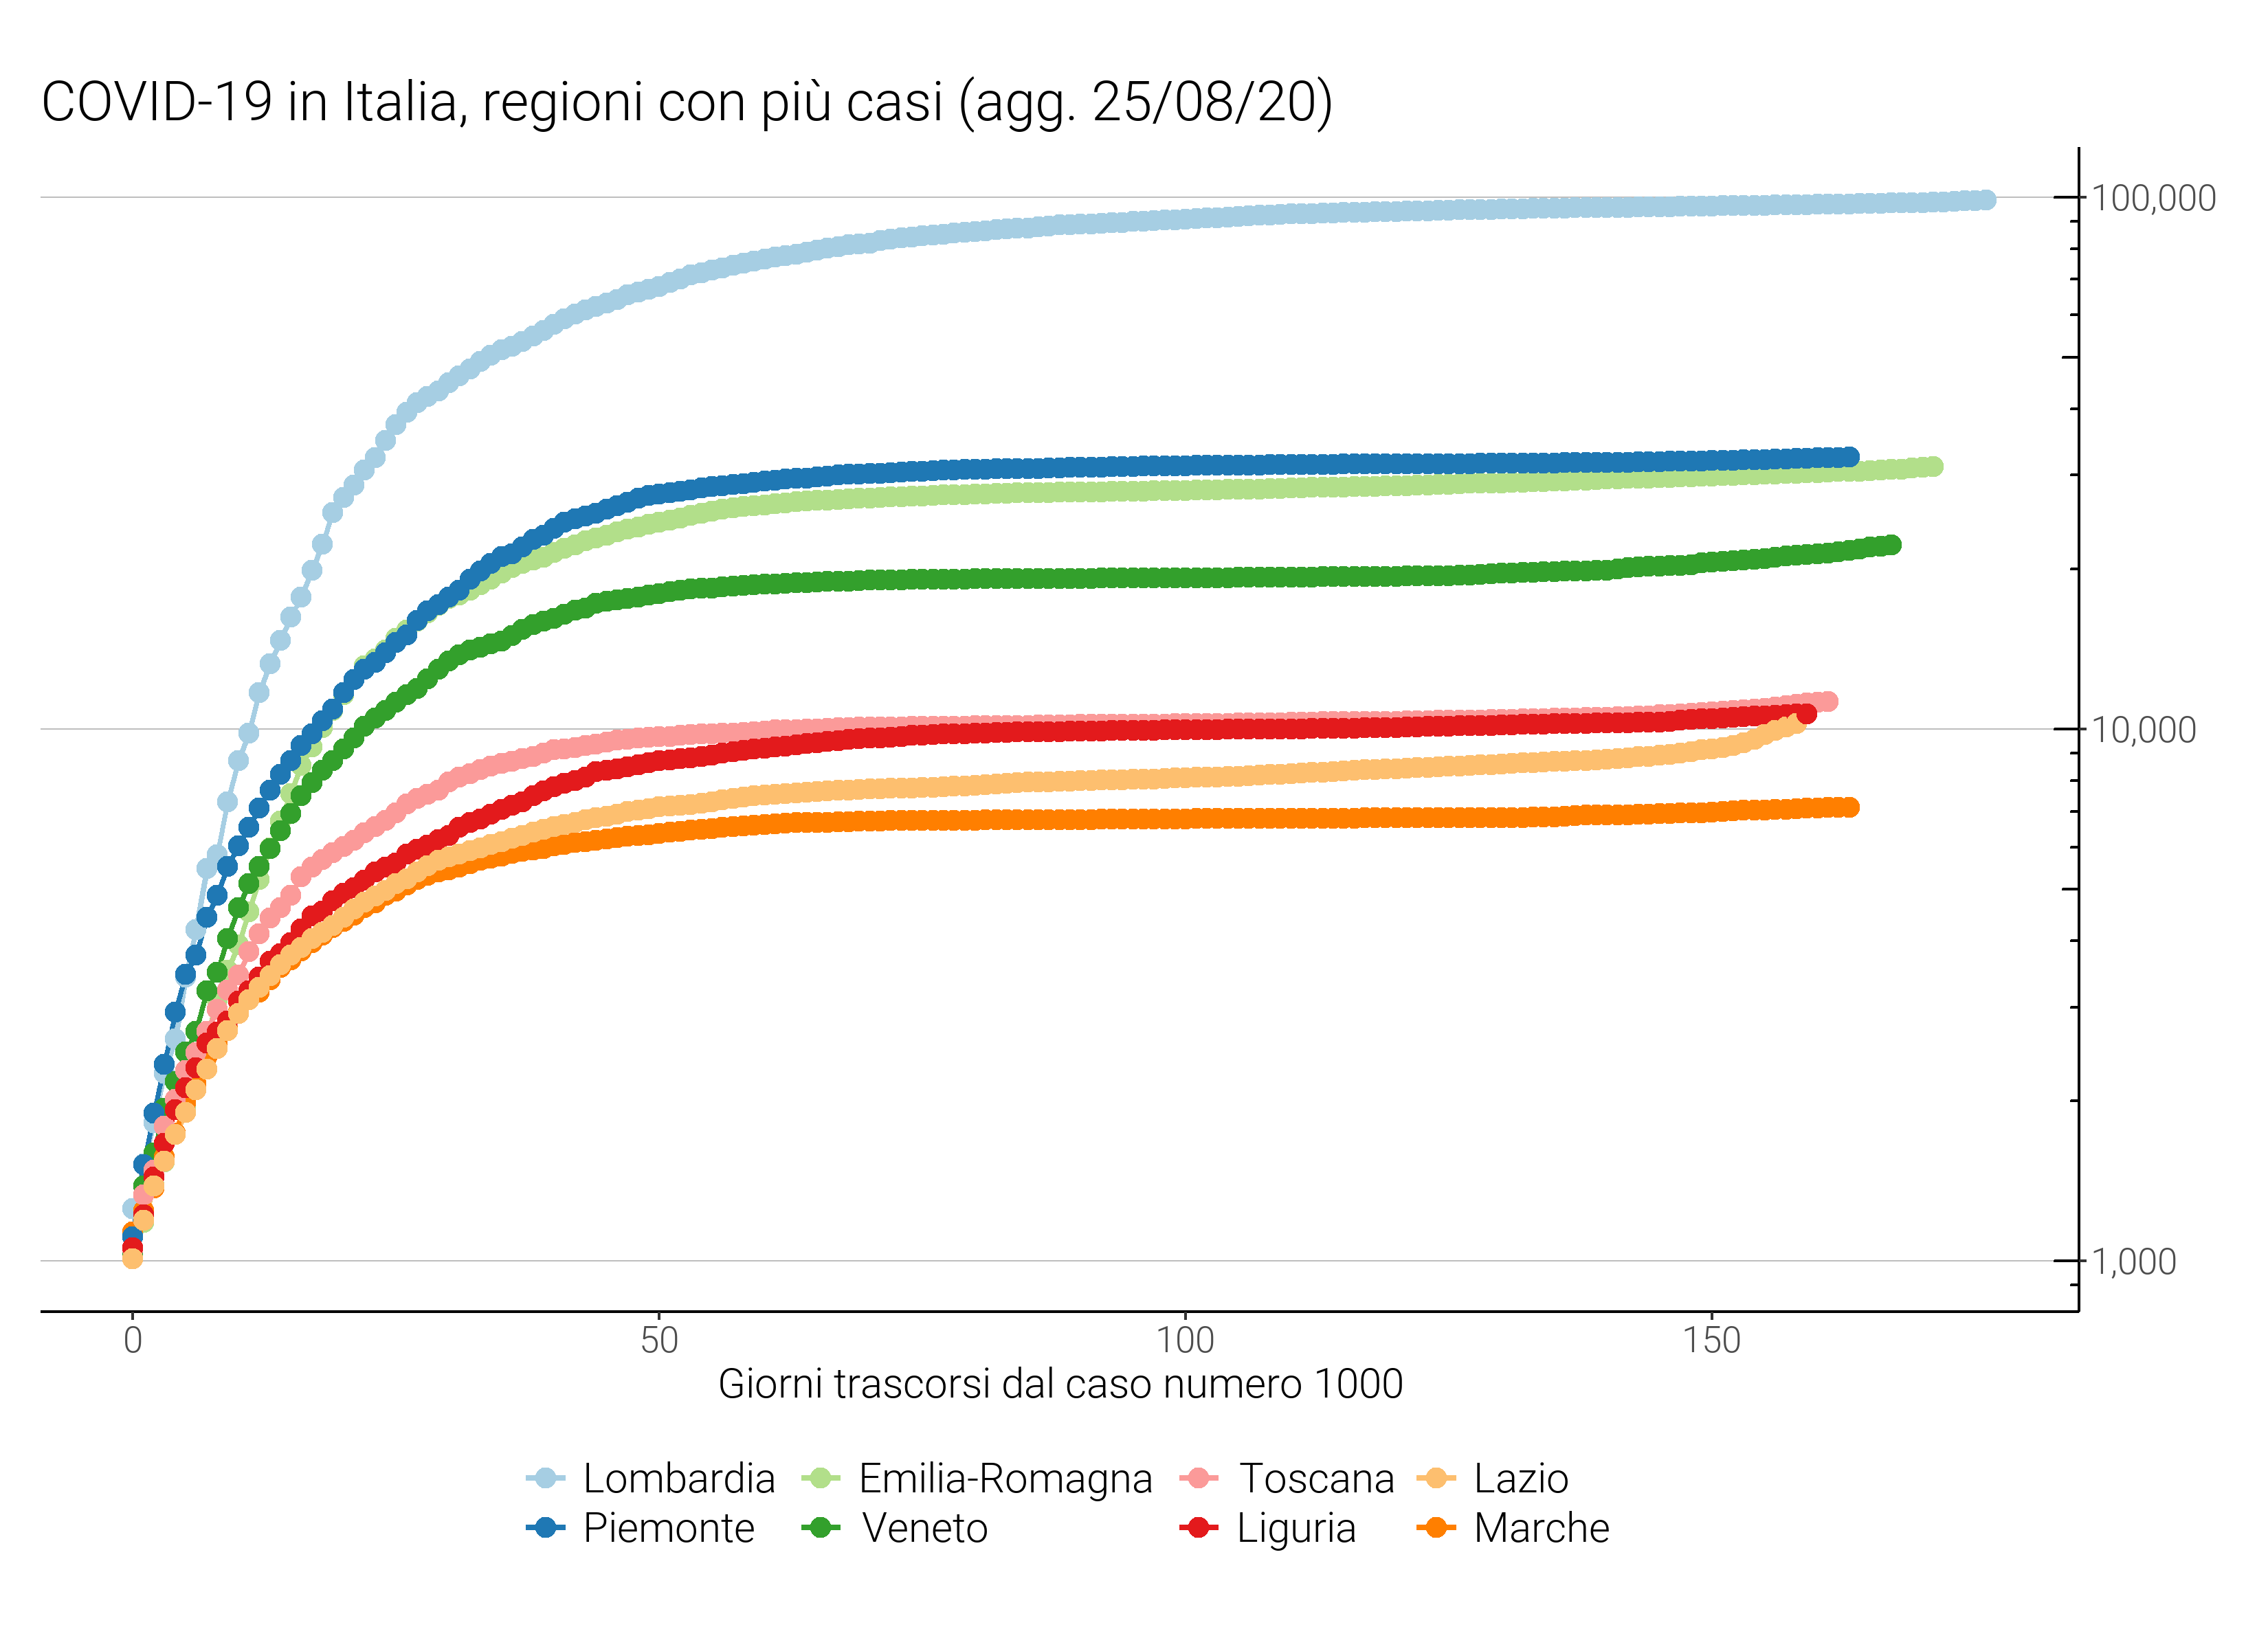 COVID-19 in Italia, regioni con più casi (agg. 25/08/20)
100,000
10,000
1,000
0 50 100 150
Giorni trascorsi dal caso numero 1000
Lombardia Emilia-Romagna Toscana Lazio
Piemonte Veneto Liguria Marche